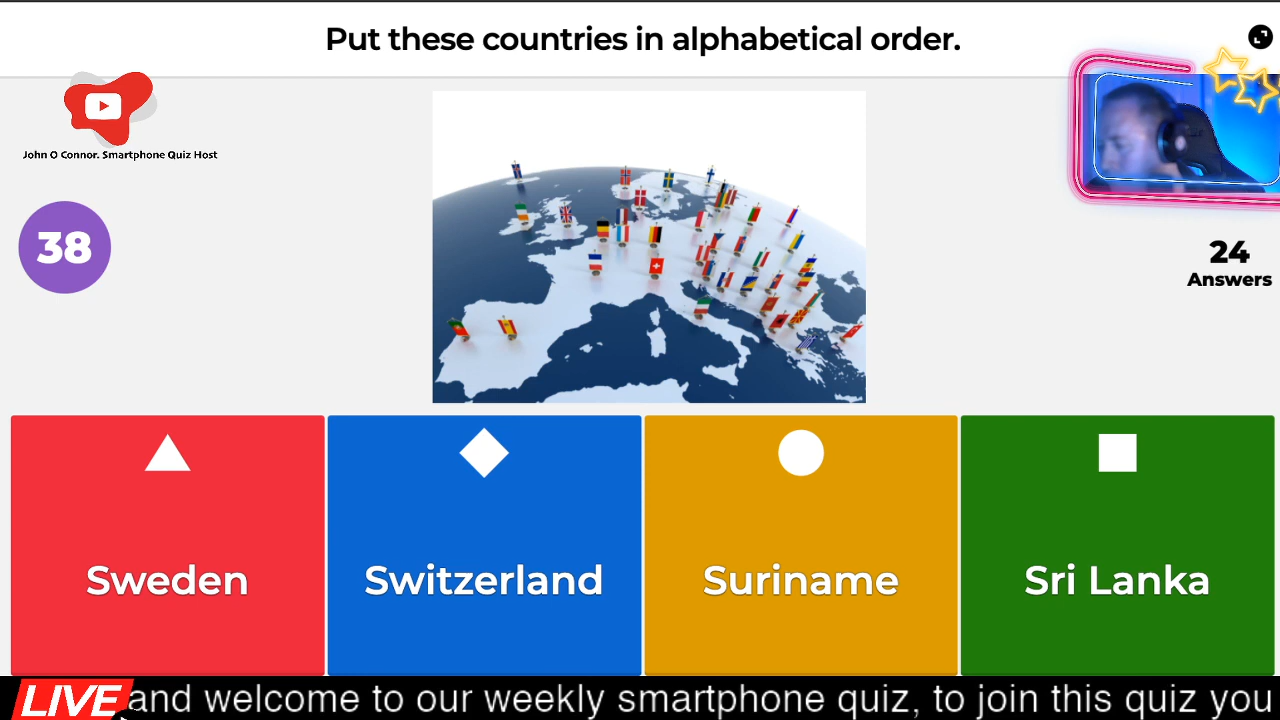 Put these countries in alphabetical order.
John O Connor. Smartphone Quiz Host
38
24
Answers
Sweden
Switzerland
Suriname
Sri Lanka
LIVE and welcome to our weekly smartphone quiz, to join this quiz you